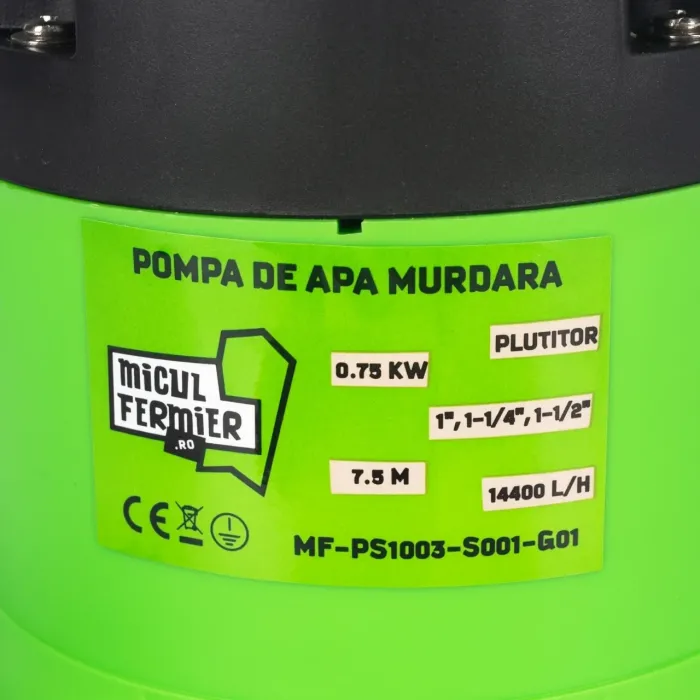 POMPA DE APA MURDARA
MiCUL
FERMiER
.RO
0.75 KW
PLUTITOR
1", 1-1/4", 1-1/2"
7.5 M
14400 L/H
CE
MF-PS1003-S001-G01